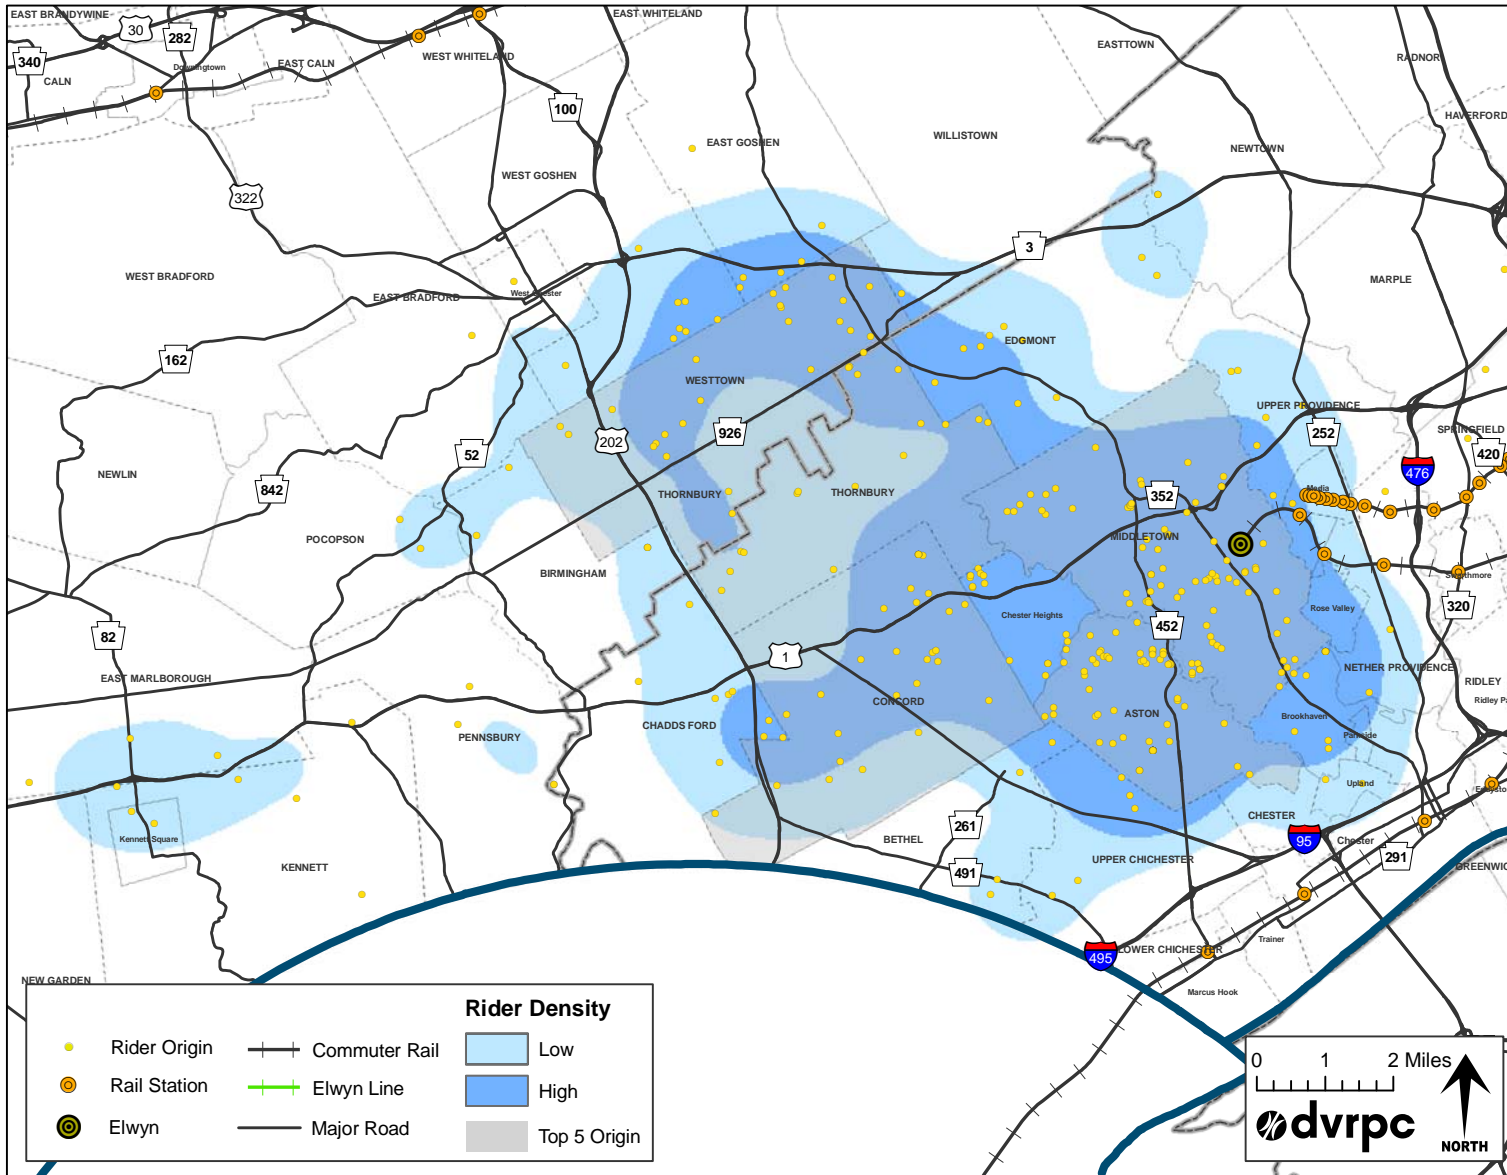 EAST BRANDYWINE
EAST WHITELAND
30
282
340
CALN
Downingtown
EAST CALN
WEST WHITELAND
EASTTOWN
RADNOR
100
HAVERFORD
WILLISTOWN
EAST GOSHEN
NEWTOWN
WEST GOSHEN
322
3
WEST BRADFORD
EAST BRADFORD
West Chester
MARPLE
162
EDGMONT
WESTTOWN
UPPER PROVIDENCE
926
252
SPRINGFIELD
202
52
420
476
NEWLIN
842
THORNBURY
THORNBURY
352
Media
POCOPSON
MIDDLETOWN
BIRMINGHAM
Swarthmore
82
Chester Heights
Rose Valley
320
452
1
EAST MARLBOROUGH
NETHER PROVIDENCE
RIDLEY
Ridley Pa
CONCORD
ASTON
Brookhaven
CHADDS FORD
PENNSBURY
Parkside
Upland
Eddystone
261
CHESTER
Kennett Square
BETHEL
95
Chester
KENNETT
491
UPPER CHICHESTER
291
GREENWIC
495
LOWER CHICHESTER
Trainer
NEW GARDEN
Marcus Hook
Rider Density
Rider Origin
Commuter Rail
Low
Rail Station
Elwyn Line
High
Elwyn
Major Road
Top 5 Origin
0 1 2 Miles
dvrpc
NORTH